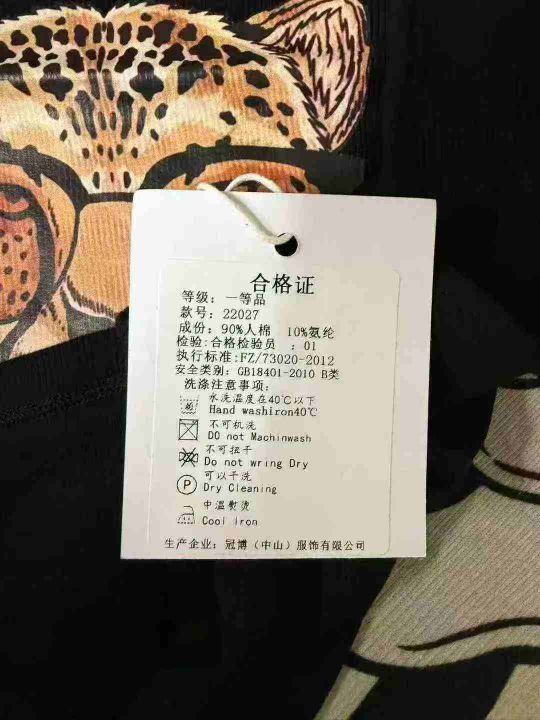 合格证
等级：一等品
款号：22027
成份：90%人棉 10%氨纶
检验:合格检验员 ：01
执行标准:FZ/73020-2012
安全类别：GB18401-2010 B类
洗涤注意事项：
水洗温度在40℃以下
Hand washiron40℃
不可机洗
DO not Machinwash
不可扭干
Do not wring Dry
P
可以干洗
Dry Cleaning
中温熨烫
Cool iron
生产企业：冠博（中山）服饰有限公司